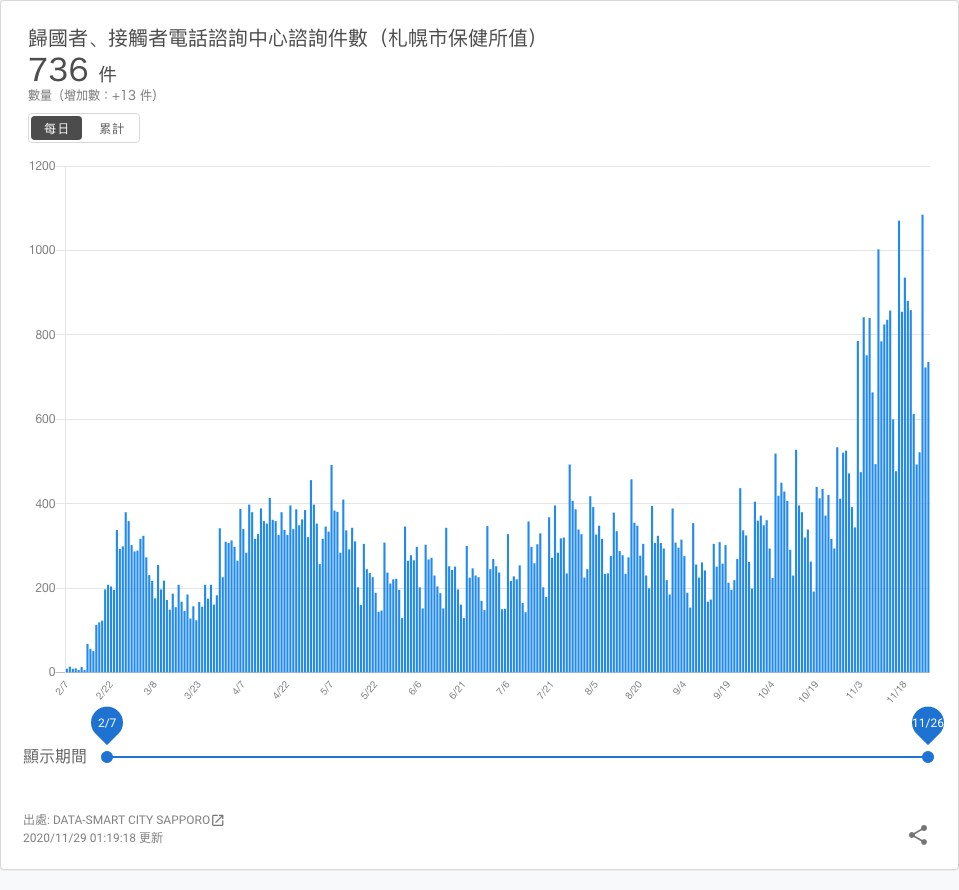 歸國者、接觸者電話諮詢中心諮詢件數（札幌市保健所值）
736 件
數量（增加數：+13 件）
每日 累計
1200
1000
800
600
400
200
0
2/7 2/22 3/8 3/23 4/7 4/22 5/7 5/22 6/6 6/21 7/6 7/21 8/5 8/20 9/4 9/19 10/4 10/19 11/3 11/18
2/7 11/26
顯示期間
出處: DATA-SMART CITY SAPPORO
2020/11/29 01:19:18 更新